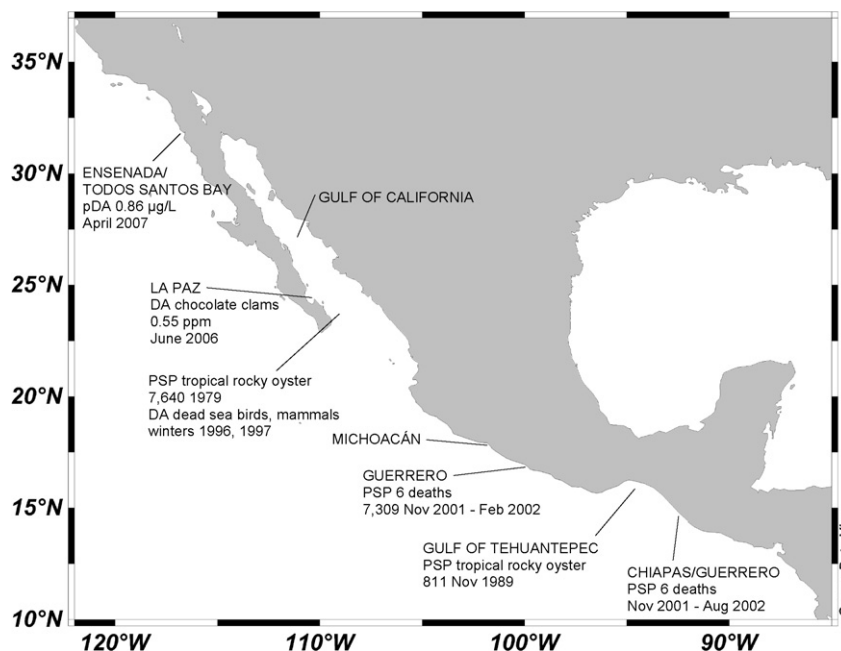 35°N
30°N
25°N
20°N
15°N
10°N
120°W
110°W
100°W
90°W
ENSENADA/
TODOS SANTOS BAY
pDA 0.86 µg/L
April 2007
GULF OF CALIFORNIA
LA PAZ
DA chocolate clams
0.55 ppm
June 2006
PSP tropical rocky oyster
7,640 1979
DA dead sea birds, mammals
winters 1996, 1997
MICHOACÁN
GUERRERO
PSP 6 deaths
7,309 Nov 2001 - Feb 2002
GULF OF TEHUANTEPEC
PSP tropical rocky oyster
811 Nov 1989
CHIAPAS/GUERRERO
PSP 6 deaths
Nov 2001 - Aug 2002